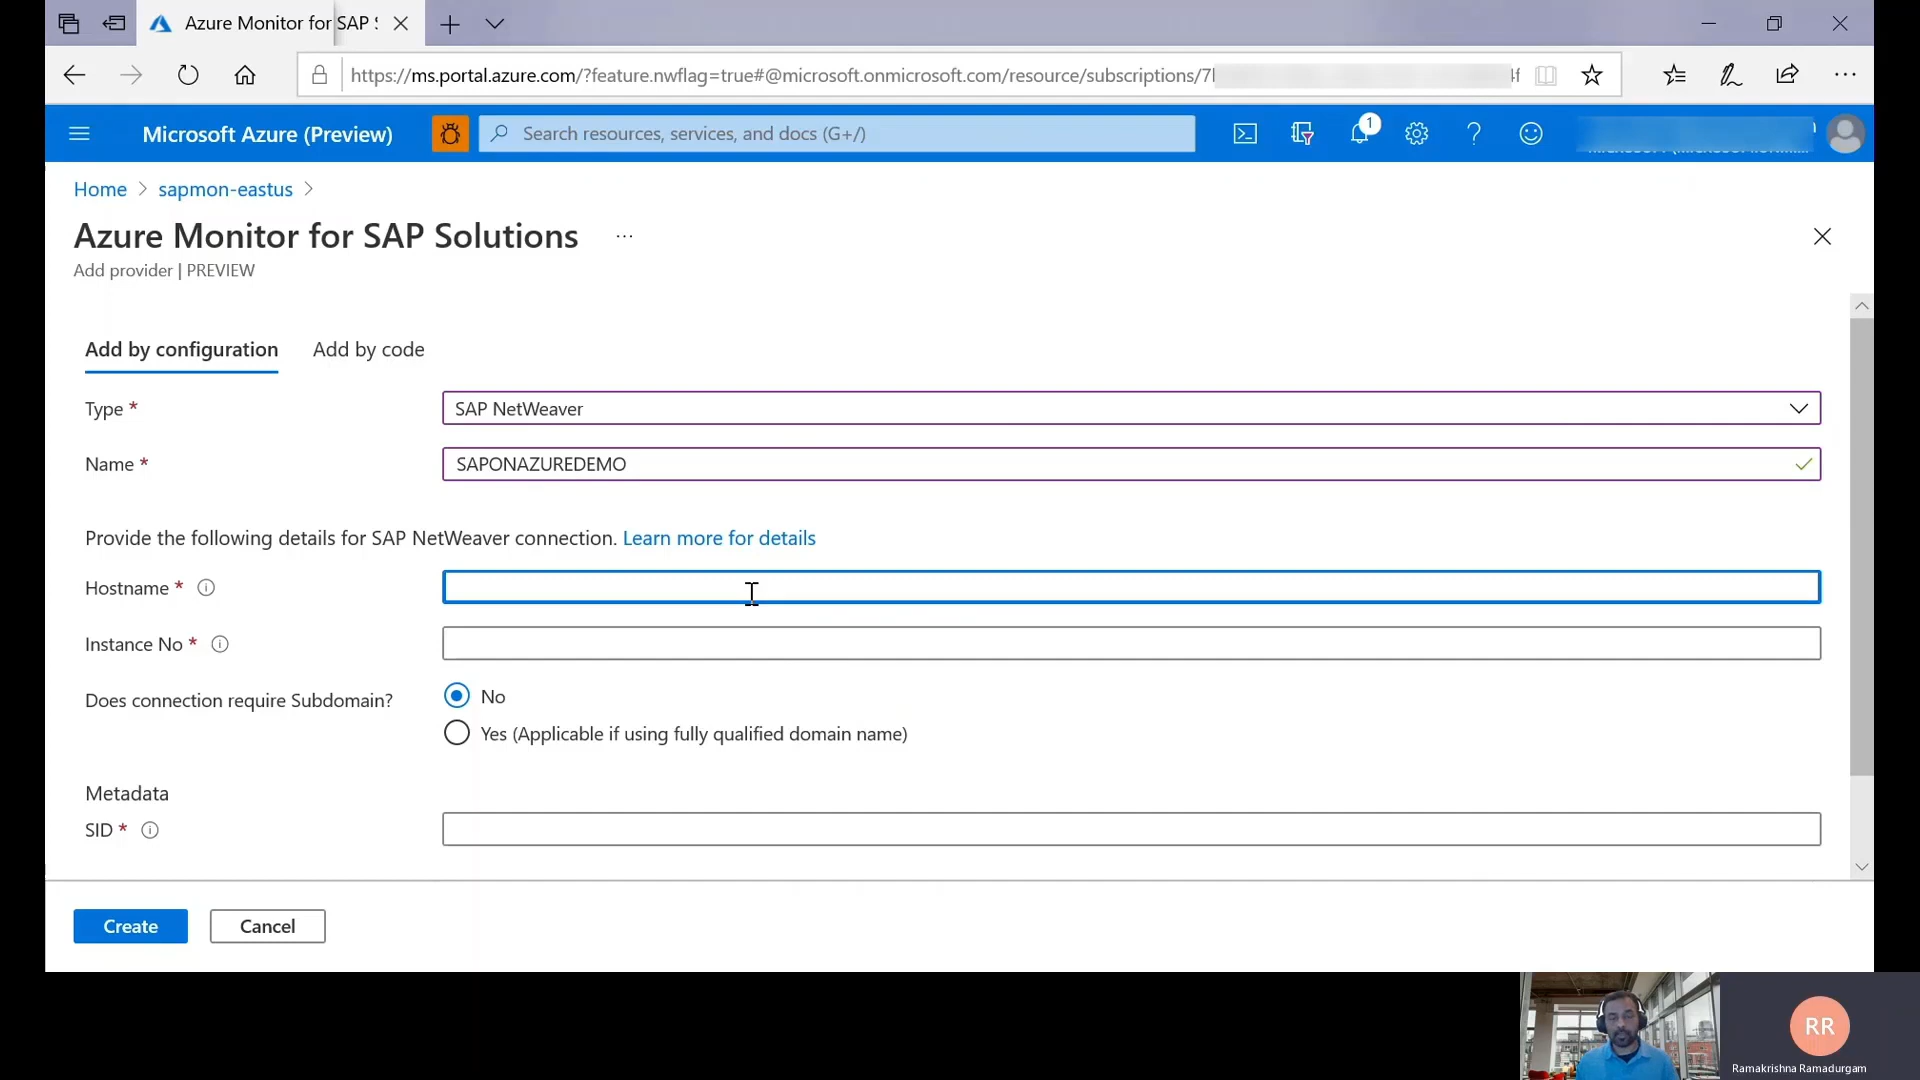 Azure Monitor for SAP S
https://ms.portal.azure.com/?feature.nwflag=true#@microsoft.onmicrosoft.com/resource/subscriptions/7
Microsoft Azure (Preview)
Search resources, services, and docs (G+/)
1
Home > sapmon-eastus >
Azure Monitor for SAP Solutions ...
Add provider | PREVIEW
Add by configuration
Add by code
Type *
SAP NetWeaver
Name *
SAPONAZUREDEMO
Provide the following details for SAP NetWeaver connection. Learn more for details
Hostname *
Instance No *
Does connection require Subdomain?
No
Yes (Applicable if using fully qualified domain name)
Metadata
SID *
Create
Cancel
RR
Ramakrishna Ramadurgam